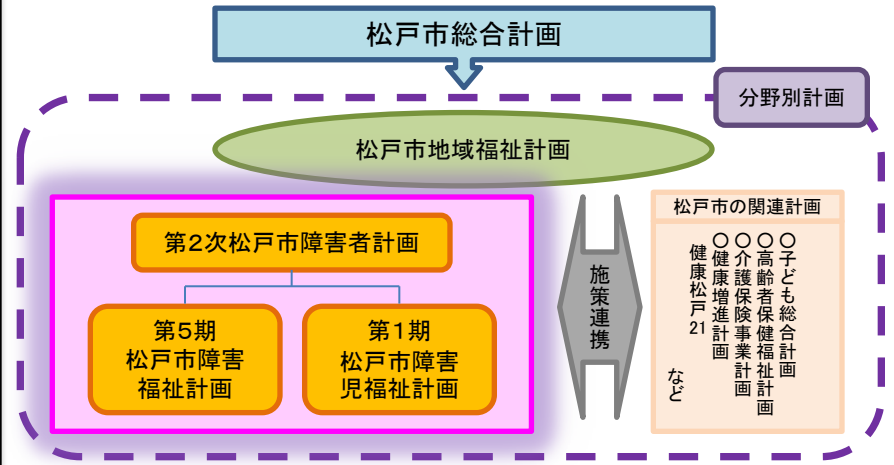 松戸市総合計画
分野別計画
松戸市地域福祉計画
第2次松戸市障害者計画
第5期
松戸市障害
福祉計画
第1期
松戸市障害
児福祉計画
施策連携
松戸市の関連計画
〇子ども総合計画
〇高齢者保健福祉計画
〇介護保険事業計画
〇健康増進計画
健康松戸21
など